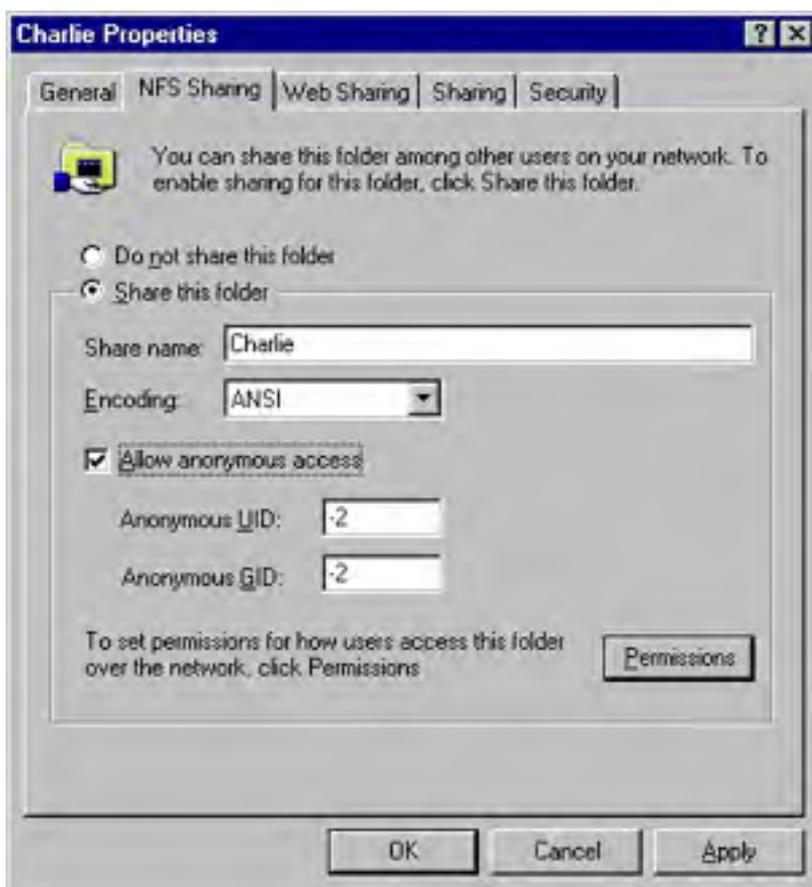 Charlie Properties
General NFS Sharing Web Sharing Sharing Security
You can share this folder among other users on your network. To
enable sharing for this folder, click Share this folder.
Do not share this folder
Share this folder
Share name: Charlie
Encoding: ANSI
Allow anonymous access
Anonymous UID: -2
Anonymous GID: -2
To set permissions for how users access this folder
over the network, click Permissions
Permissions
OK Cancel Apply